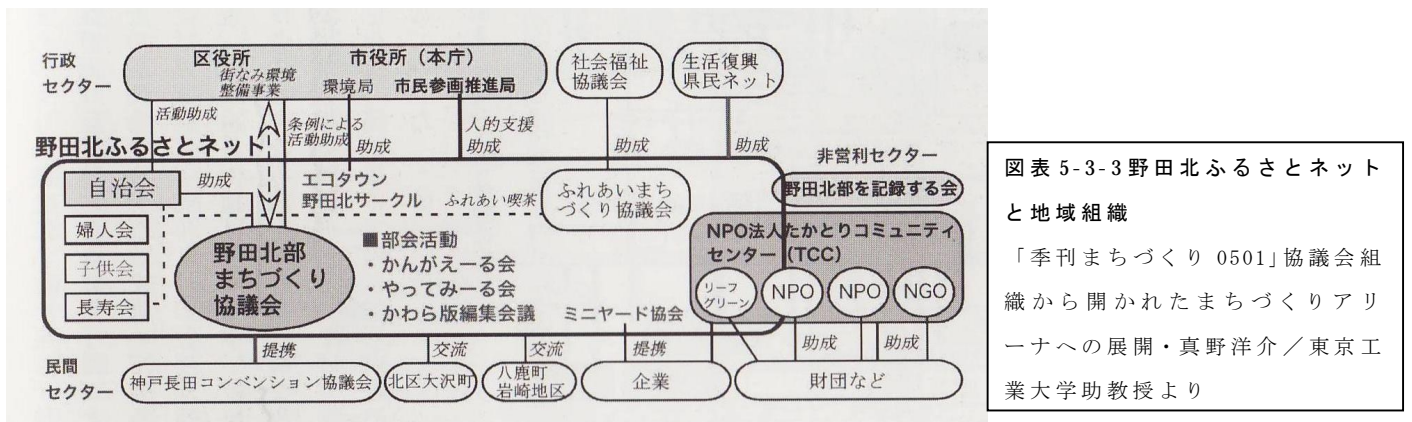 行政
セクター
区役所
街なみ環境
整備事業
市役所（本庁）
環境局
市民参画推進局
社会福祉
協議会
生活復興
県民ネット
活動助成
条例による
活動助成
助成
人的支援
助成
助成
助成
野田北ふるさとネット
非営利セクター
自治会
助成
エコタウン
野田北サークル
ふれあい喫茶
ふれあいまち
づくり協議会
野田北部を記録する会
婦人会
子供会
長寿会
野田北部
まちづくり
協議会
■部会活動
・かんがえーる会
・やってみーる会
・かわら版編集会議
ミニヤード協会
NPO法人たかとりコミュニティ
センター（TCC）
リーフ
グリーン
NPO
NPO
NGO
民間
セクター
提携
交流
交流
提携
助成
助成
神戸長田コンベンション協議会
北区大沢町
八鹿町
岩崎地区
企業
財団など
図表 5-3-3野田北ふるさとネット
と地域組織
「季刊まちづくり 0501」協議会組
織から開かれたまちづくりアリ
ーナへの展開・真野洋介／東京工
業大学助教授より